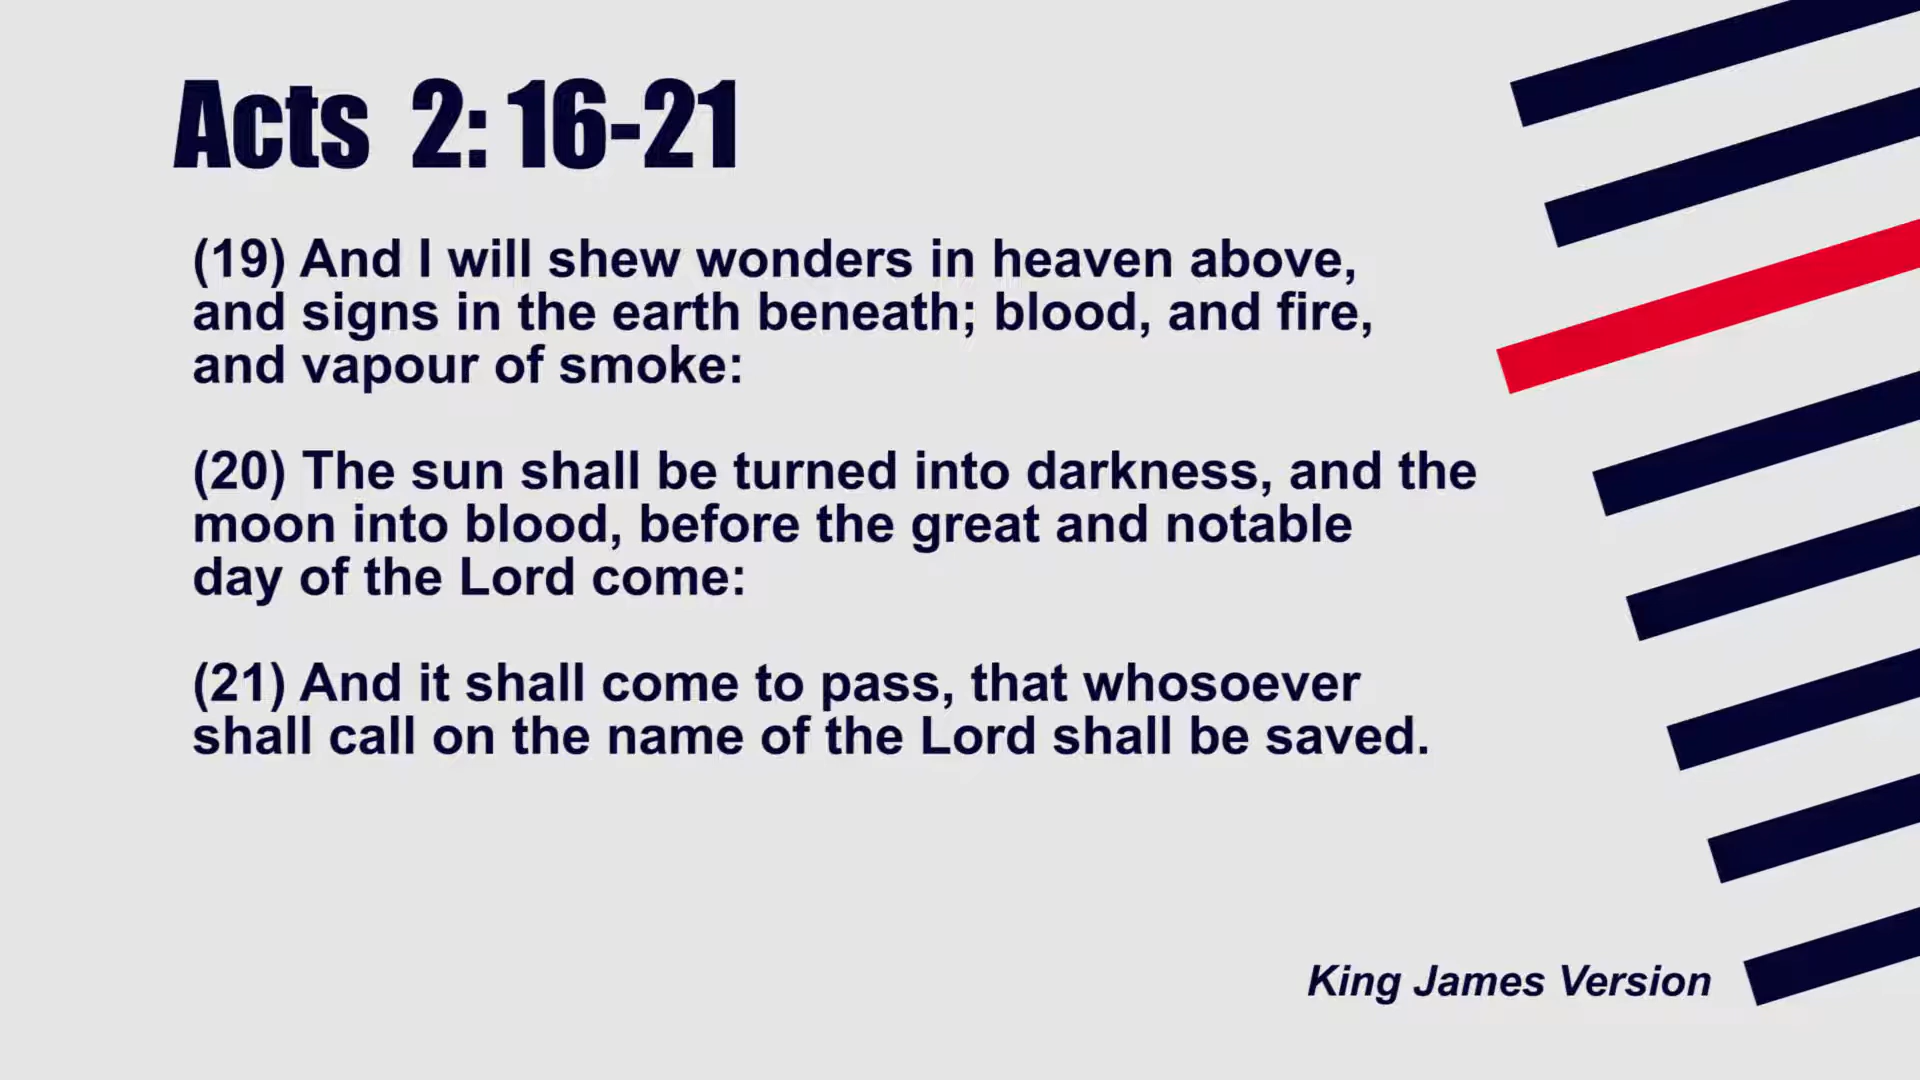 Acts 2: 16-21
(19) And I will shew wonders in heaven above,
and signs in the earth beneath; blood, and fire,
and vapour of smoke:
(20) The sun shall be turned into darkness, and the
moon into blood, before the great and notable
day of the Lord come:
(21) And it shall come to pass, that whosoever
shall call on the name of the Lord shall be saved.
King James Version